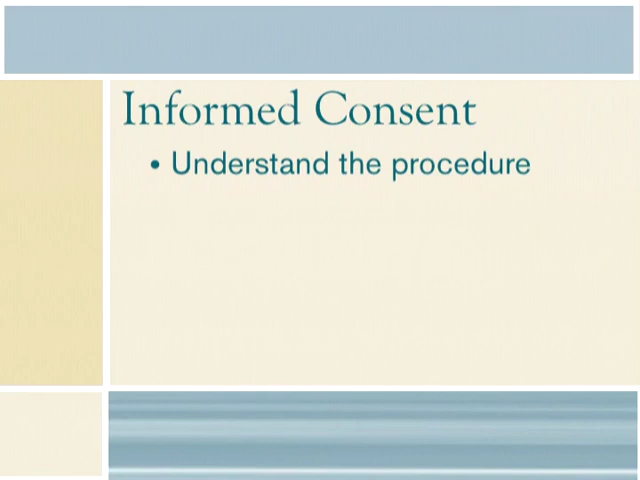 Informed Consent
• Understand the procedure